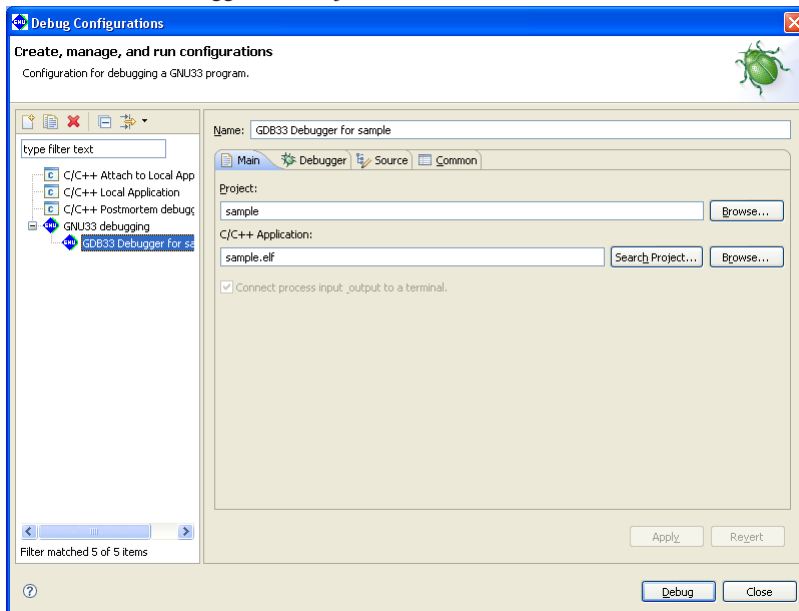 Debug Configurations
Create, manage, and run configurations
Configuration for debugging a GNU33 program.
type filter text
C/C++ Attach to Local App
C/C++ Local Application
C/C++ Postmortem debugg
GNU33 debugging
GDB33 Debugger for sa
Filter matched 5 of 5 items
Name: GDB33 Debugger for sample
Main Debugger Source Common
Project:
sample Browse...
C/C++ Application:
sample.elf Search Project... Browse...
Connect process input _output to a terminal.
Apply Revert
Debug Close